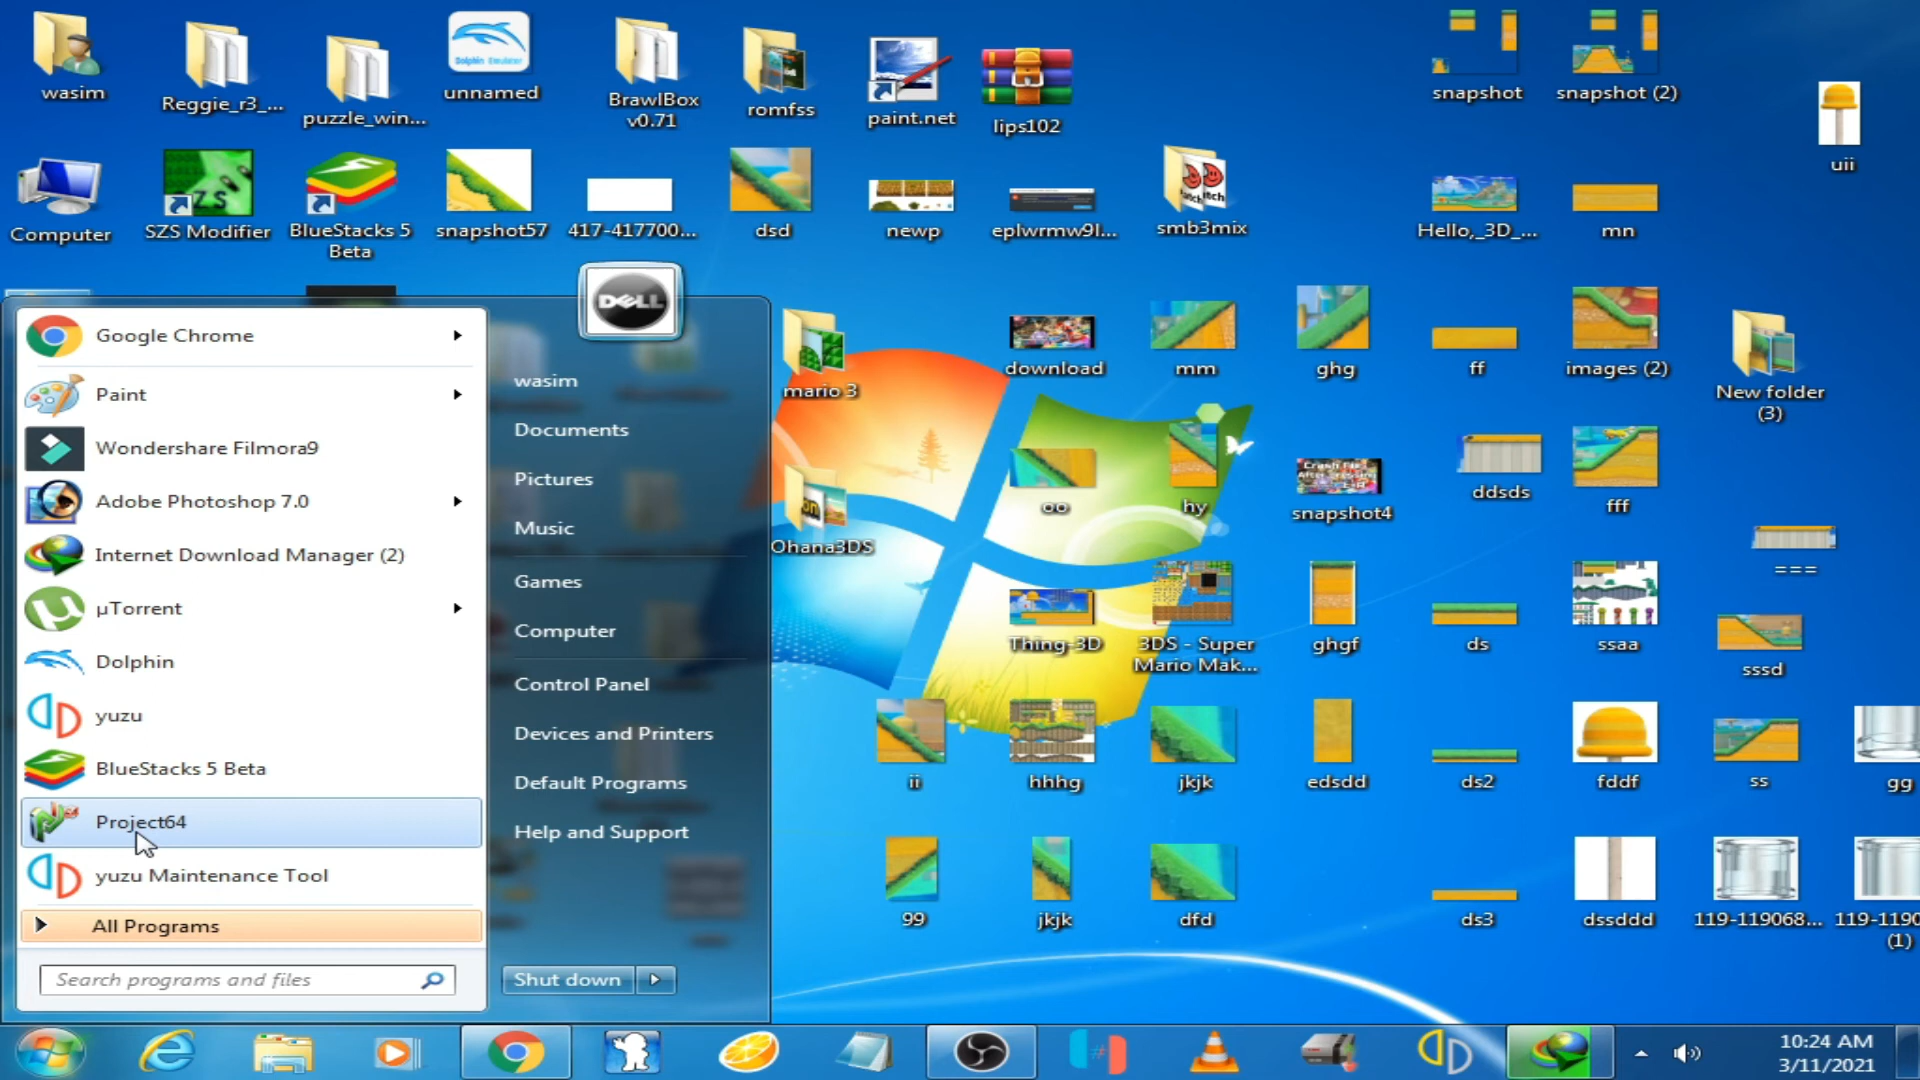 wasim
Reggie_r3_...
puzzle_win...
Dolphin Emulator
unnamed
BrawlBox
v0.71
romfss
paint.net
lips102
snapshot
snapshot (2)
uii
Computer
SZS
SZS Modifier
BlueStacks 5
Beta
snapshot57
417-417700...
dsd
newp
eplwrmw9l...
smb3mix
Hello,_3D_...
mn
DELL
Google Chrome
Paint
Wondershare Filmora9
Adobe Photoshop 7.0
Internet Download Manager (2)
µTorrent
Dolphin
yuzu
BlueStacks 5 Beta
Project64
yuzu Maintenance Tool
All Programs
Search programs and files
wasim
Documents
Pictures
Music
Games
Computer
Control Panel
Devices and Printers
Default Programs
Help and Support
Shut down
mario 3
download
mm
ghg
ff
images (2)
New folder
(3)
Ohana3DS
oo
hy
snapshot4
ddsds
fff
===
Thing-3D
3DS - Super
Mario Mak...
ghgf
ds
ssaa
sssd
ii
hhhg
jkjk
edsdd
ds2
fddf
ss
gg
99
jkjk
dfd
ds3
dssddd
119-119068...
119-1190
(1)
10:24 AM
3/11/2021